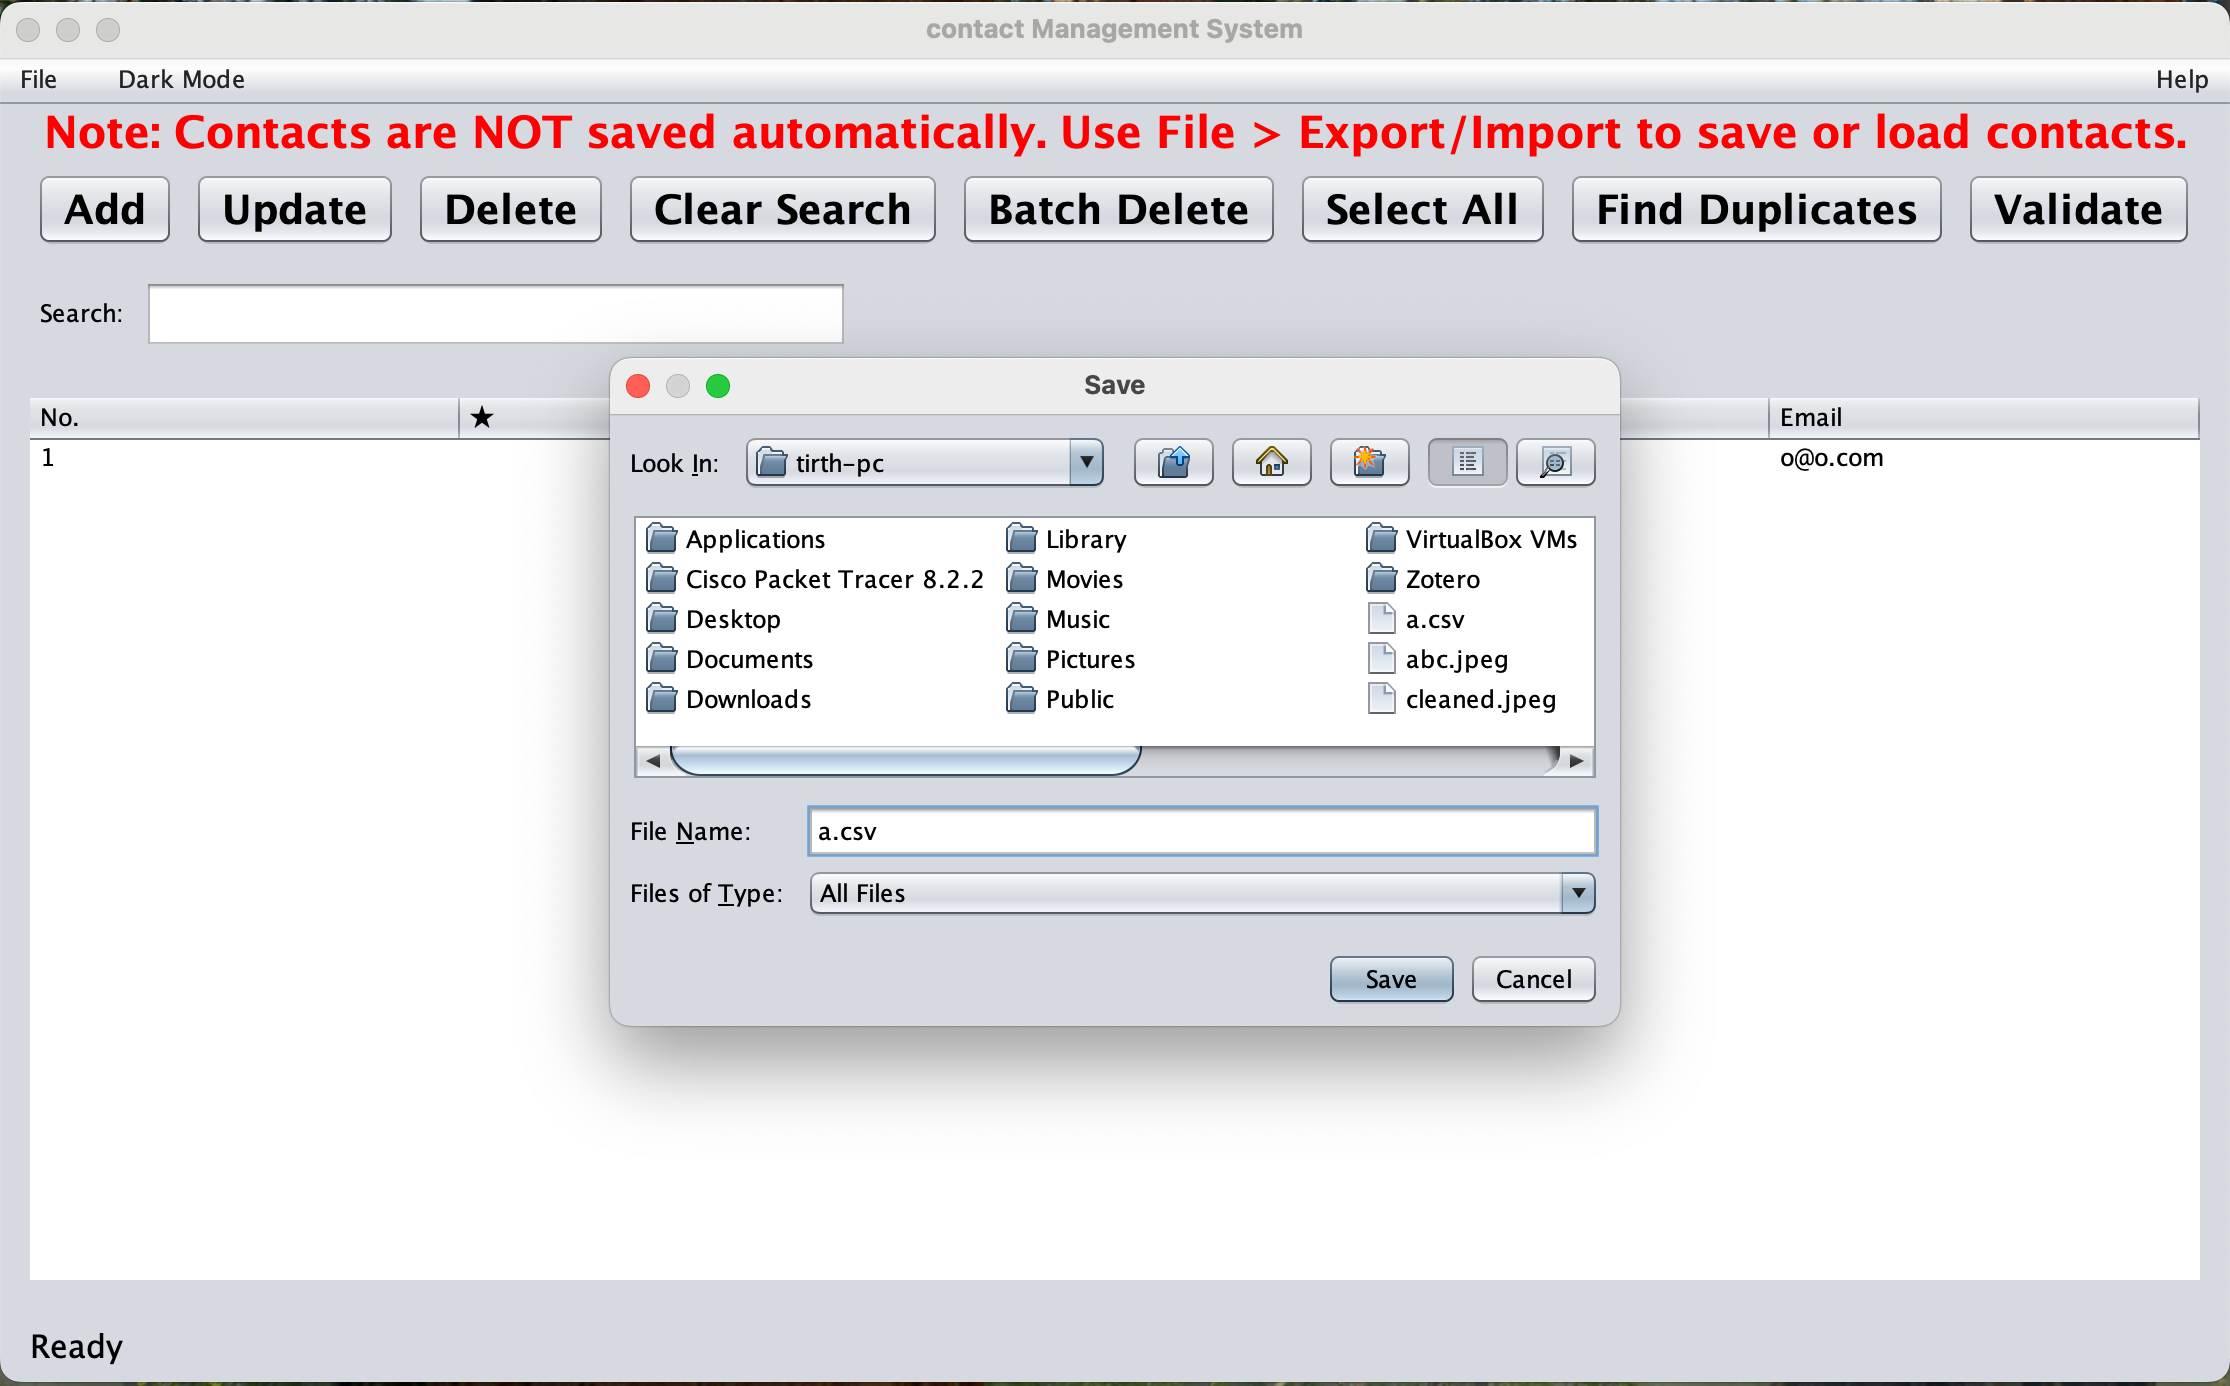 contact Management System
File Dark Mode Help
Note: Contacts are NOT saved automatically. Use File > Export/Import to save or load contacts.
Add Update Delete Clear Search Batch Delete Select All Find Duplicates Validate
Search:
No. ★ Email
1 o@o.com
Save
Look In: tirth-pc
Applications Library VirtualBox VMs
Cisco Packet Tracer 8.2.2 Movies Zotero
Desktop Music a.csv
Documents Pictures abc.jpeg
Downloads Public cleaned.jpeg
File Name: a.csv
Files of Type: All Files
Save Cancel
Ready